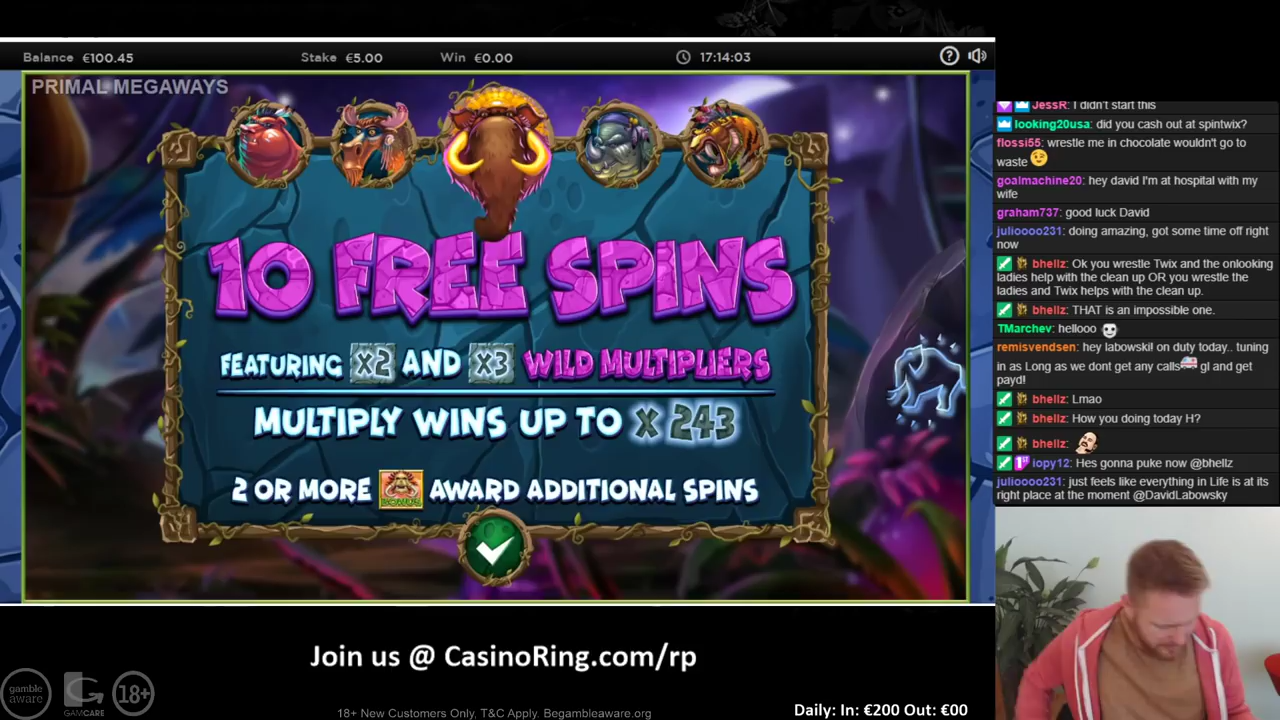 Balance €100.45 Stake €5.00 Win €0.00 17:14:03
PRIMAL MEGAWAYS
10 FREE SPINS
FEATURING X2 AND X3 WILD MULTIPLIERS
MULTIPLY WINS UP TO X 243
2 OR MORE AWARD ADDITIONAL SPINS
Join us @ CasinoRing.com/rp
gamble
aware
GAMCARE
18+
18+ New Customers Only, T&C Apply. Begambleaware.org
Daily: In: €200 Out: €00
JessR: I didn't start this
looking20usa: did you cash out at spintwix?
flossi55: wrestle me in chocolate wouldn't go to
waste
goalmachine20: hey david I'm at hospital with my
wife
graham737: good luck David
julioooo231: doing amazing, got some time off right
now
bhellz: Ok you wrestle Twix and the onlooking
ladies help with the clean up OR you wrestle the
ladies and Twix helps with the clean up.
bhellz: THAT is an impossible one.
TMarchev: hellooo
remisvendsen: hey labowski! on duty today.. tuning
in as Long as we dont get any calls gl and get
payd!
bhellz: Lmao
bhellz: How you doing today H?
bhellz:
1ST iopy12: Hes gonna puke now @bhellz
julioooo231: just feels like everything in Life is at its
right place at the moment @DavidLabowsky